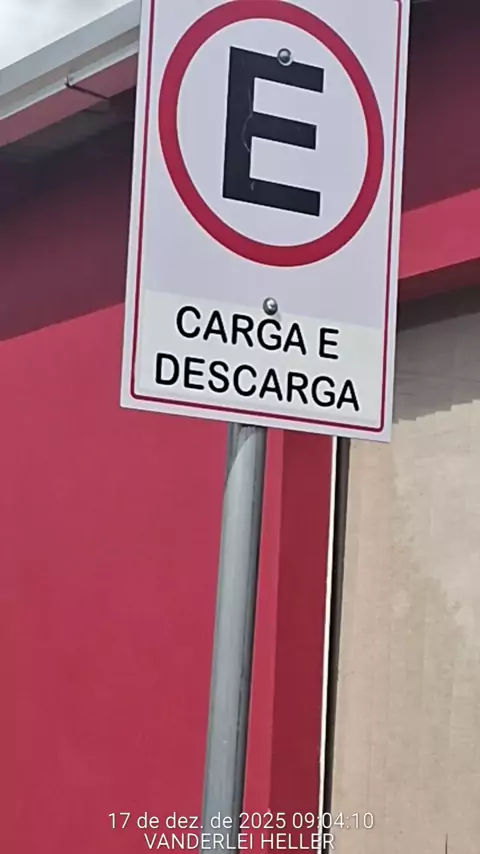 E
CARGA E
DESCARGA
17 de dez. de 2025 09:04:10
VANDERLEI HELLER